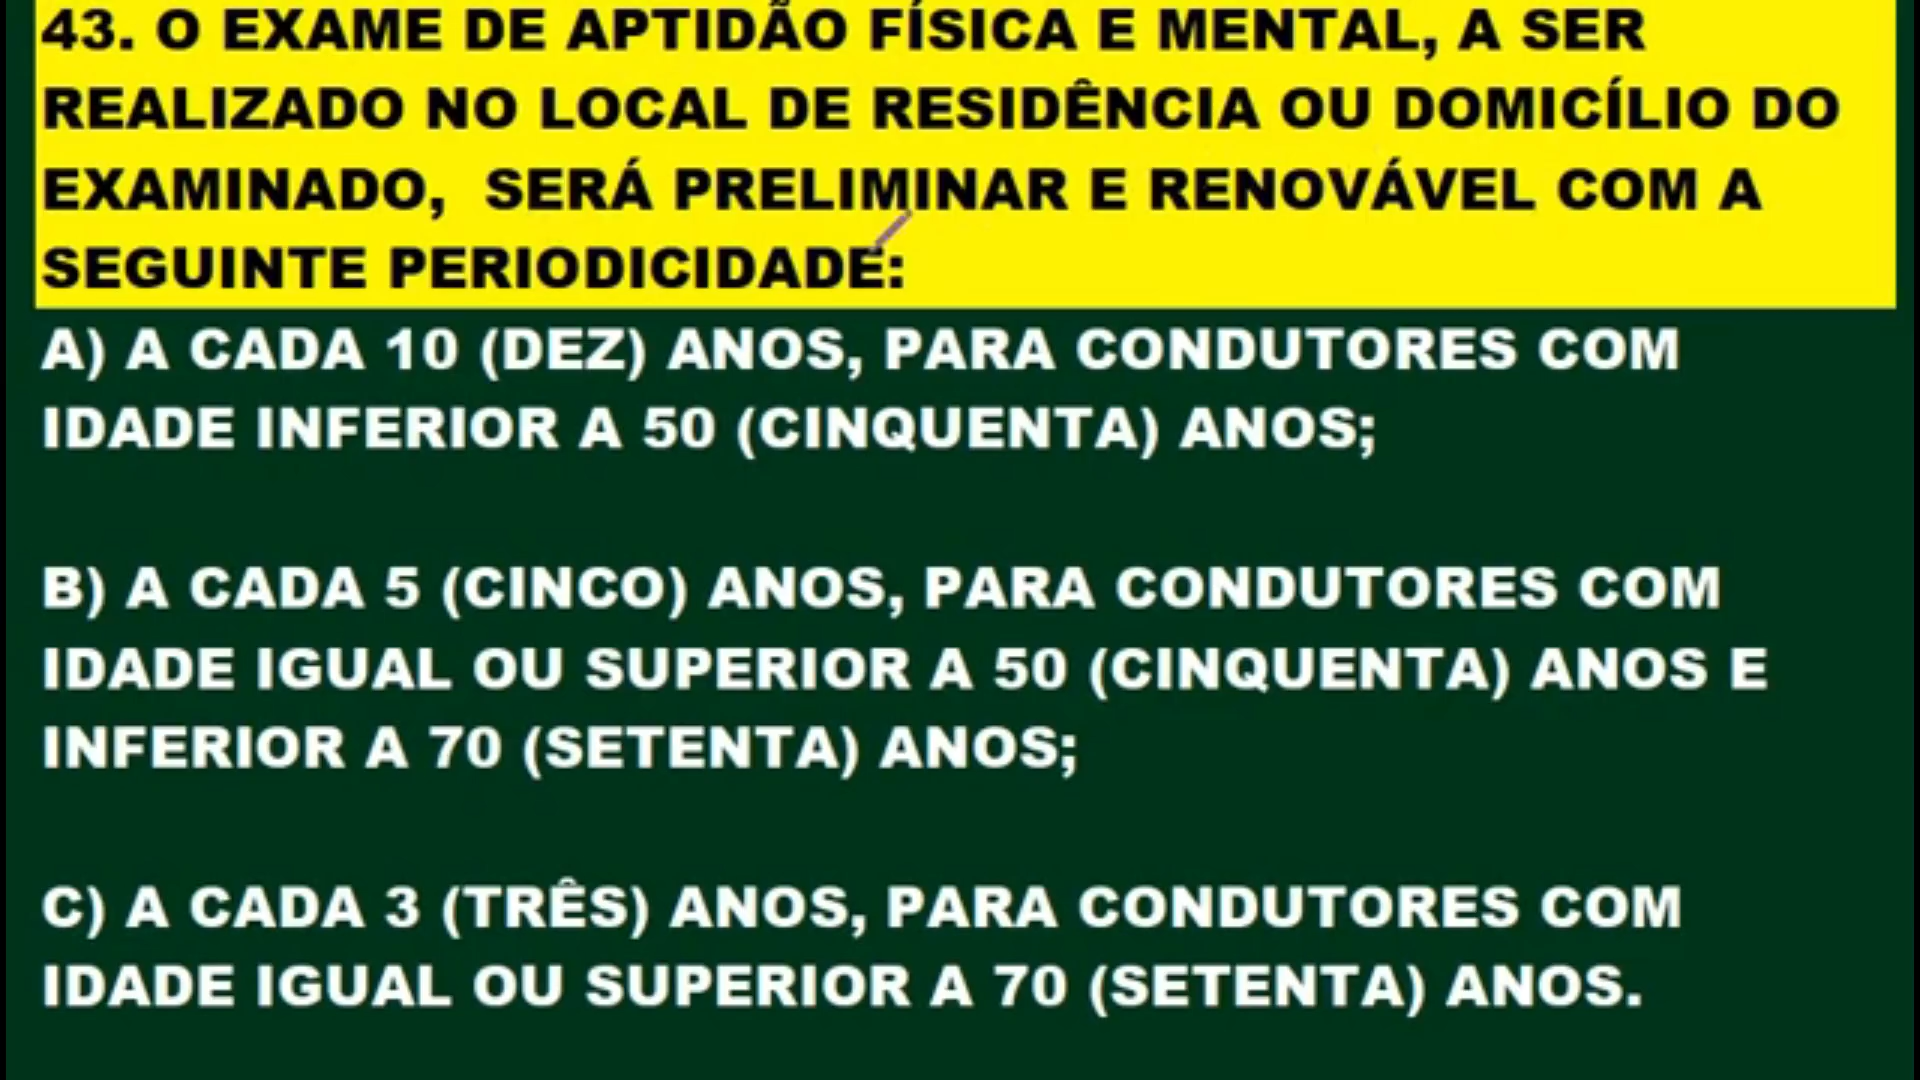 43. O EXAME DE APTIDÃO FÍSICA E MENTAL, A SER
REALIZADO NO LOCAL DE RESIDÊNCIA OU DOMICÍLIO DO
EXAMINADO, SERÁ PRELIMINAR E RENOVÁVEL COM A
SEGUINTE PERIODICIDADE:
A) A CADA 10 (DEZ) ANOS, PARA CONDUTORES COM
IDADE INFERIOR A 50 (CINQUENTA) ANOS;
B) A CADA 5 (CINCO) ANOS, PARA CONDUTORES COM
IDADE IGUAL OU SUPERIOR A 50 (CINQUENTA) ANOS E
INFERIOR A 70 (SETENTA) ANOS;
C) A CADA 3 (TRÊS) ANOS, PARA CONDUTORES COM
IDADE IGUAL OU SUPERIOR A 70 (SETENTA) ANOS.